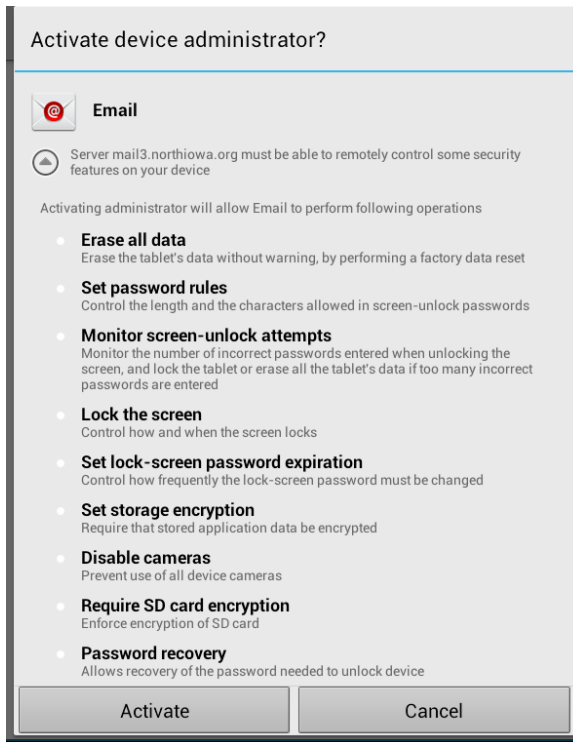 Activate device administrator?
Email
Server mail3.northiowa.org must be able to remotely control some security
features on your device
Activating administrator will allow Email to perform following operations
Erase all data
Erase the tablet's data without warning, by performing a factory data reset
Set password rules
Control the length and the characters allowed in screen-unlock passwords
Monitor screen-unlock attempts
Monitor the number of incorrect passwords entered when unlocking the
screen, and lock the tablet or erase all the tablet's data if too many incorrect
passwords are entered
Lock the screen
Control how and when the screen locks
Set lock-screen password expiration
Control how frequently the lock-screen password must be changed
Set storage encryption
Require that stored application data be encrypted
Disable cameras
Prevent use of all device cameras
Require SD card encryption
Enforce encryption of SD card
Password recovery
Allows recovery of the password needed to unlock device
Activate
Cancel